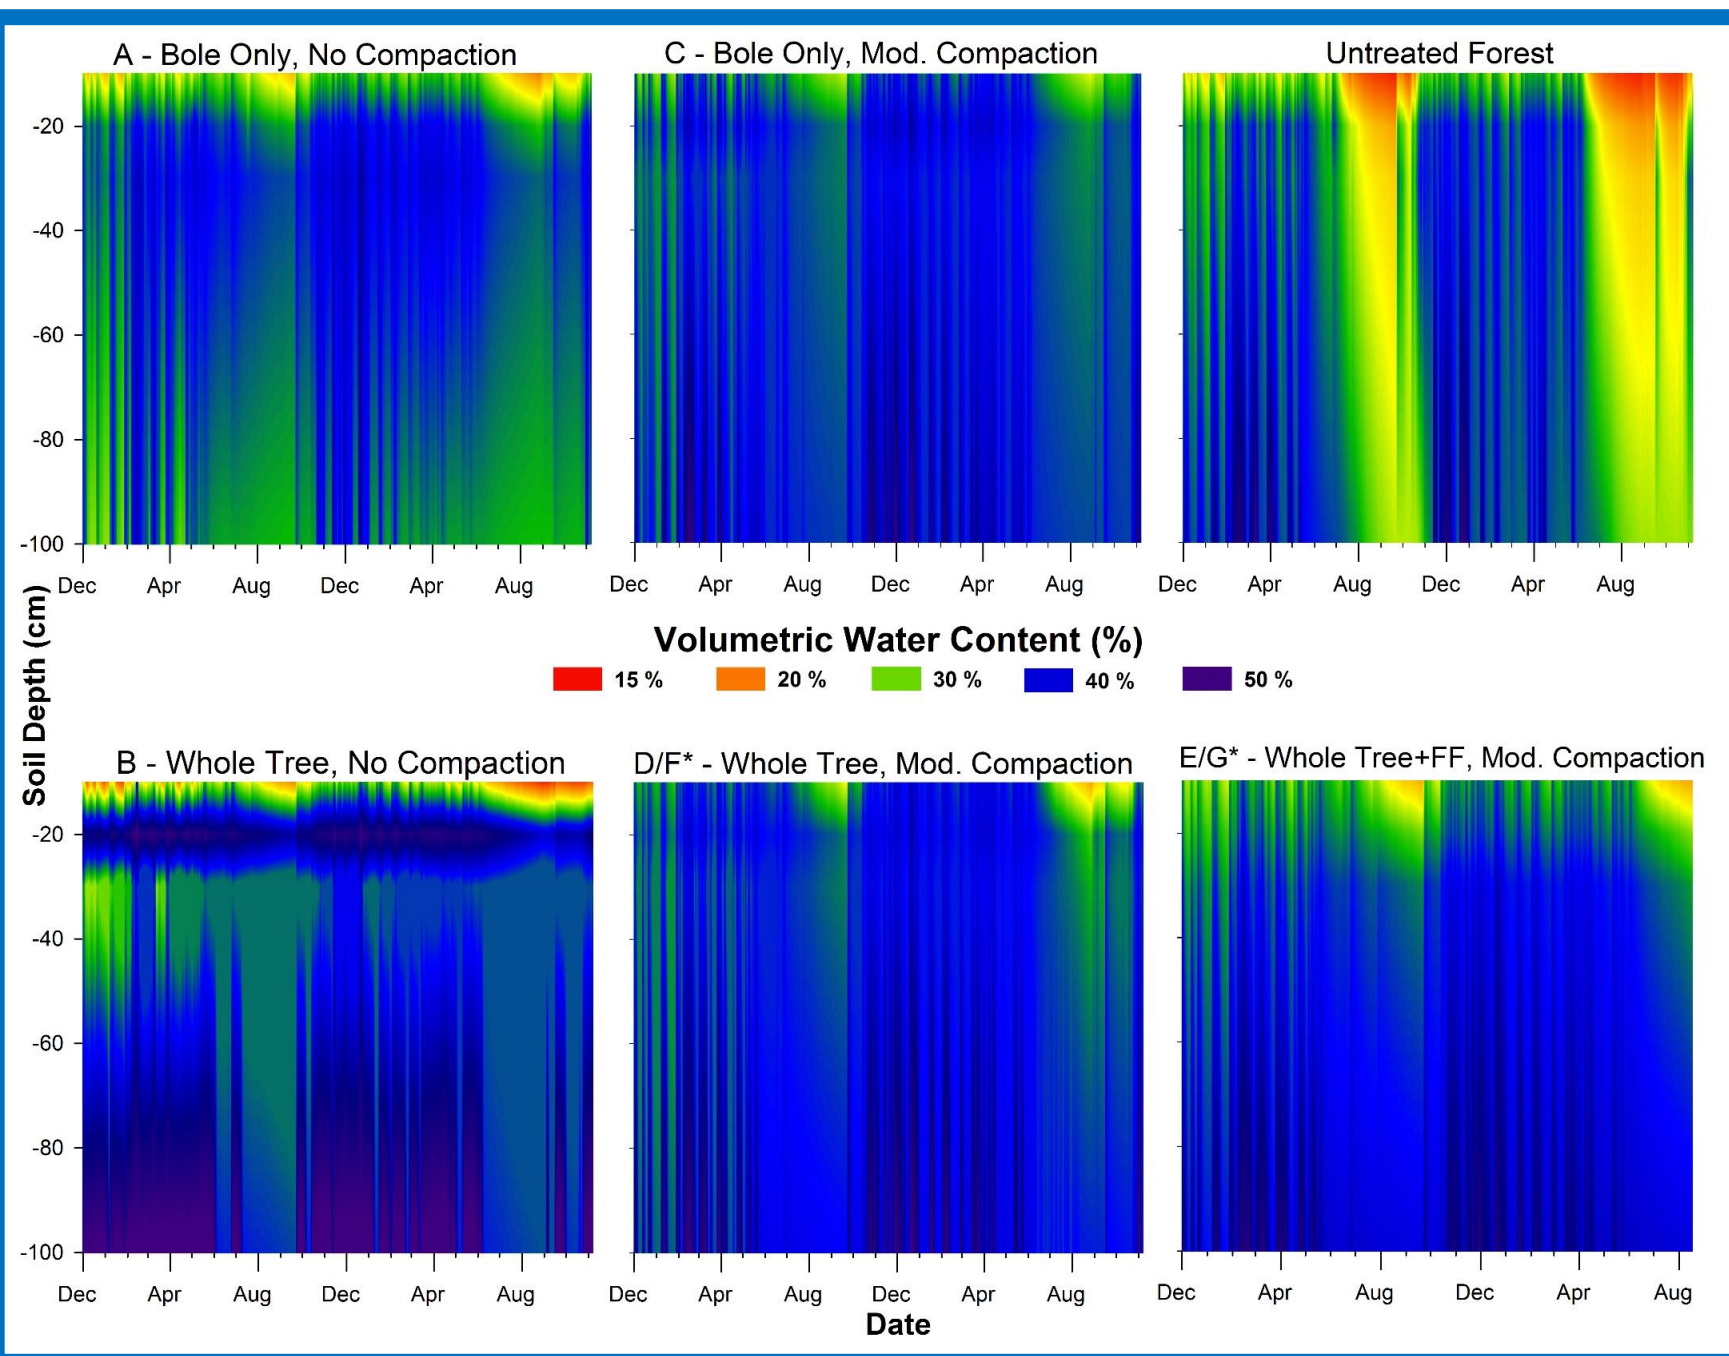 A - Bole Only, No Compaction
C - Bole Only, Mod. Compaction
Untreated Forest
-20
-40
-60
-80
-100
Dec Apr Aug Dec Apr Aug
Dec Apr Aug Dec Apr Aug
Dec Apr Aug Dec Apr Aug
Soil Depth (cm)
Volumetric Water Content (%)
15 % 20 % 30 % 40 % 50 %
B - Whole Tree, No Compaction
D/F* - Whole Tree, Mod. Compaction
E/G* - Whole Tree+FF, Mod. Compaction
-20
-40
-60
-80
-100
Dec Apr Aug Dec Apr Aug
Dec Apr Aug Dec Apr Aug
Dec Apr Aug Dec Apr Aug
Date